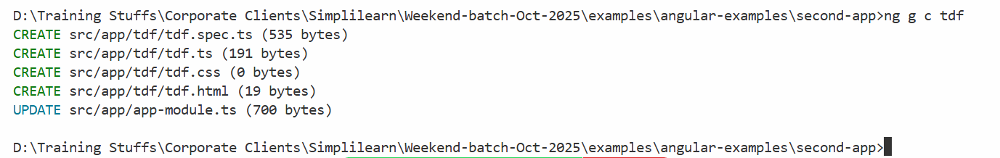 D:\Training Stuffs\Corporate Clients\Simplilearn\Weekend-batch-Oct-2025\examples\angular-examples\second-app>ng g c tdf
CREATE src/app/tdf/tdf.spec.ts (535 bytes)
CREATE src/app/tdf/tdf.ts (191 bytes)
CREATE src/app/tdf/tdf.css (0 bytes)
CREATE src/app/tdf/tdf.html (19 bytes)
UPDATE src/app/app-module.ts (700 bytes)
D:\Training Stuffs\Corporate Clients\Simplilearn\Weekend-batch-Oct-2025\examples\angular-examples\second-app>